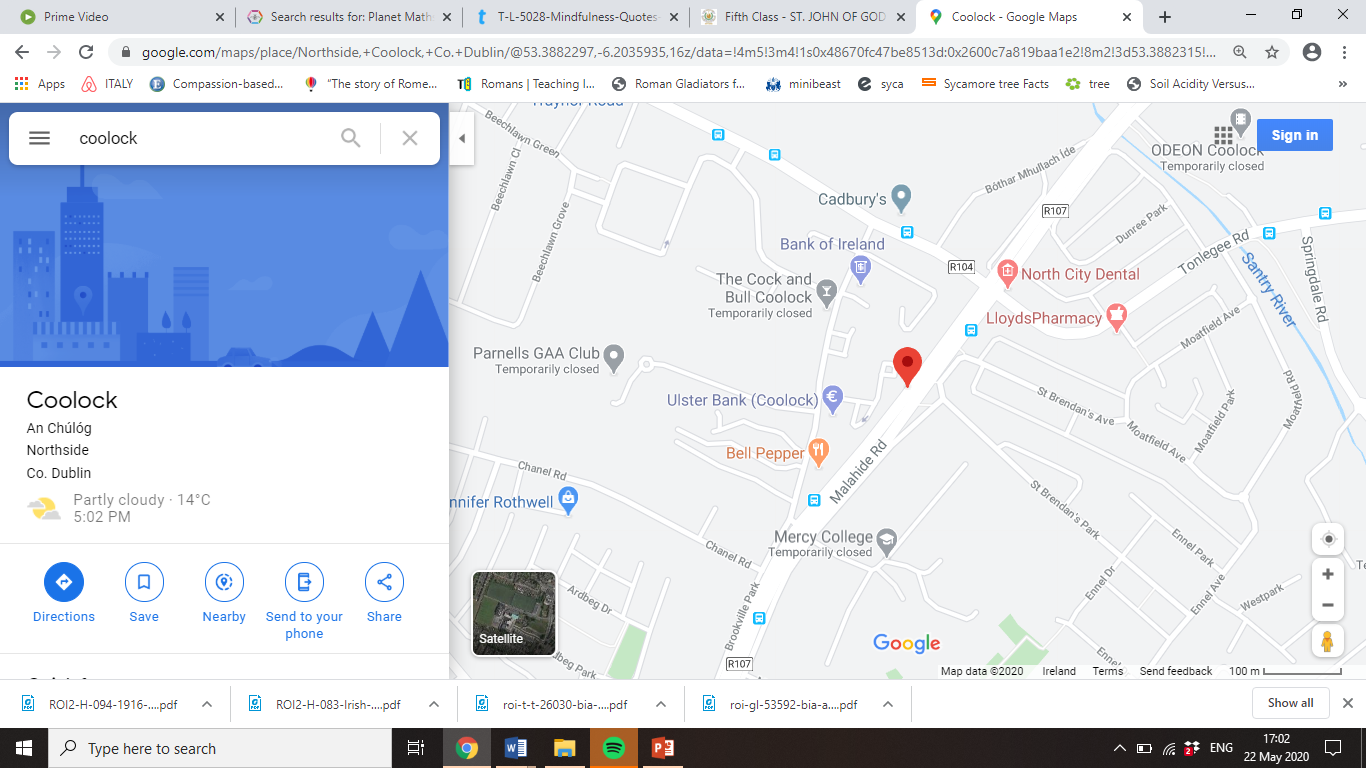 Prime Video
Search results for: Planet Math
T-L-5028-Mindfulness-Quotes-
Fifth Class - ST. JOHN OF GOD
Coolock - Google Maps
google.com/maps/place/Northside,+Coolock,+Co.+Dublin/@53.3882297,-6.2035935,16z/data=!4m5!3m4!1s0x48670fc47be8513d:0x2600c7a819baa1e2!8m2!3d53.3882315!...
Apps
ITALY
Compassion-based...
"The story of Rome...
Romans | Teaching I...
Roman Gladiators f...
minibeast
syca
Sycamore tree Facts
tree
Soil Acidity Versus...
»
coolock
Coolock
An Chúlóg
Northside
Co. Dublin
Partly cloudy · 14°C
5:02 PM
Directions
Save
Nearby
Send to your
phone
Share
Beechlawn Green
Beechlawn Cl
Beechlawn Grove
Cadbury's
Bank of Ireland
The Cock and
Bull Coolock
Temporarily closed
Parnells GAA Club
Temporarily closed
Ulster Bank (Coolock)
Bell Pepper
Chanel Rd
nnifer Rothwell
Chanel Rd
Ardbeg Dr
Ardbeg Park
Satellite
Mercy College
Temporarily closed
Malahide Rd
Brookville Park
R107
R104
R107
Bóthar Mhullach Íde
ODEON Coolock
Temporarily closed
Sign in
Dunree Park
Tonlegee Rd
Springdale Rd
Santry River
North City Dental
LloydsPharmacy
Moatfield Ave
Moatfield Rd
Moatfield Park
Moatfield Ave
St Brendan's Ave
St Brendan's Park
Ennel Park
Ennel Dr
Ennel Ave
Westpark
Google
Map data ©2020
Ireland
Terms
Send feedback
100 m
ROI2-H-094-1916-....pdf
ROI2-H-083-Irish-....pdf
roi-t-t-26030-bia-....pdf
roi-gl-53592-bia-a....pdf
Show all
Type here to search
ENG
17:02
22 May 2020
2